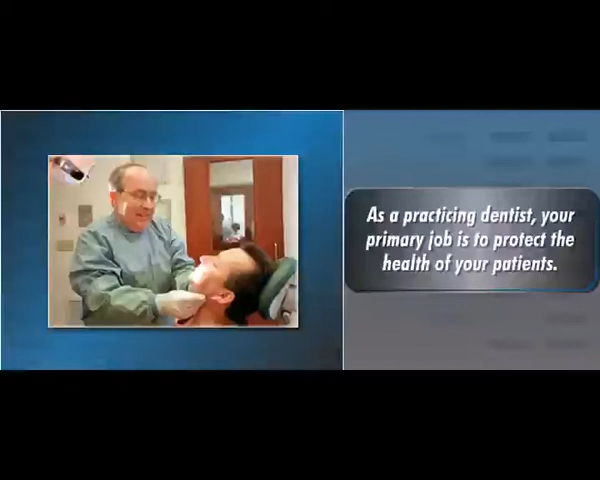 As a practicing dentist, your
primary job is to protect the
health of your patients.